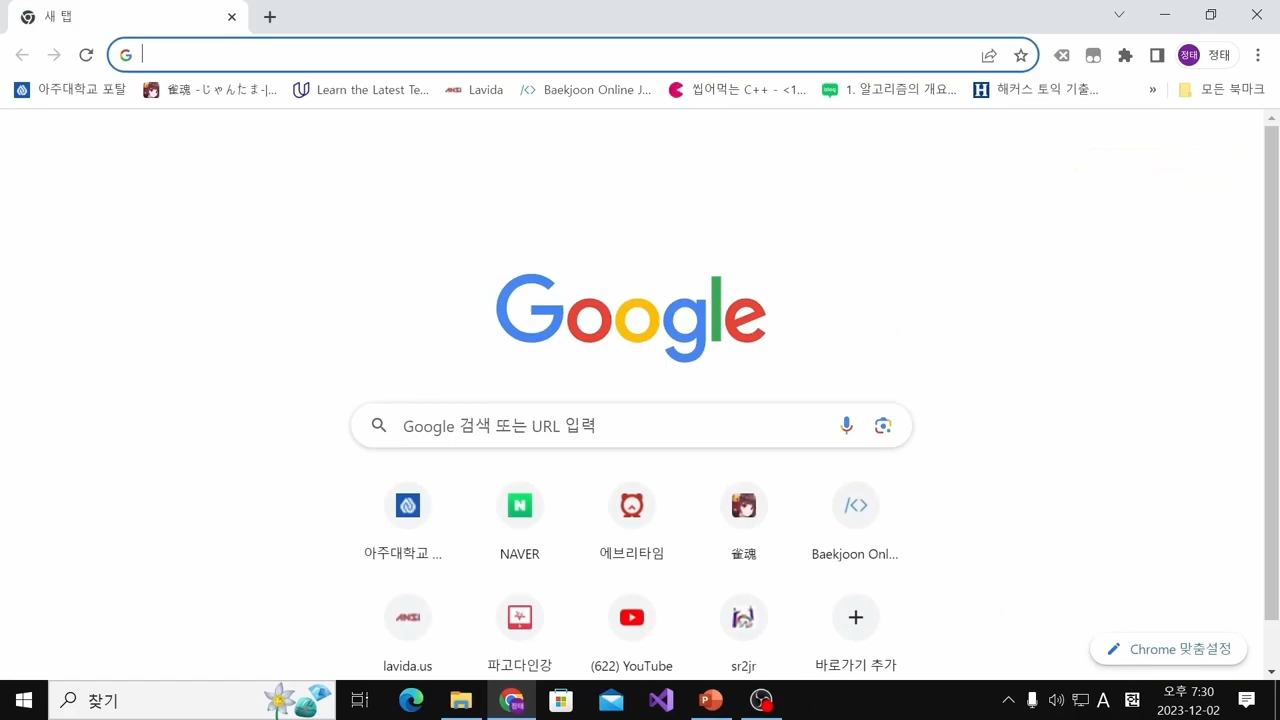 새 탭
정태
정태
아주대학교 포탈
雀魂 -じゃんたま-|...
Learn the Latest Te...
Lavida
Baekjoon Online J...
씹어먹는 C++ - <1...
1. 알고리즘의 개요...
해커스 토익 기출...
»
모든 북마크
Google
Google 검색 또는 URL 입력
아주대학교 ...
NAVER
에브리타임
雀魂
Baekjoon Onl...
lavida.us
파고다인강
(622) YouTube
sr2jr
바로가기 추가
Chrome 맞춤설정
찾기
A
오후 7:30
2023-12-02